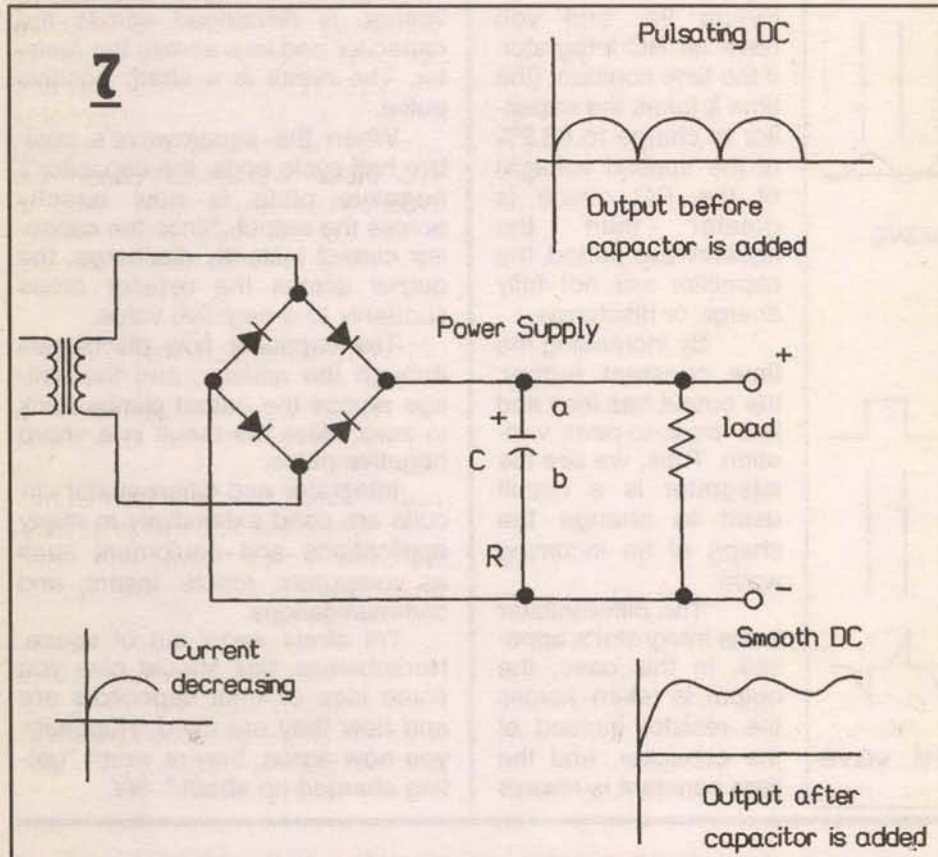 7
Pulsating DC
Output before
capactor is added
Power Supply
+
a
load
+
C
b
R
-
Current
decreasing
Smooth DC
Output after
capacitor is added